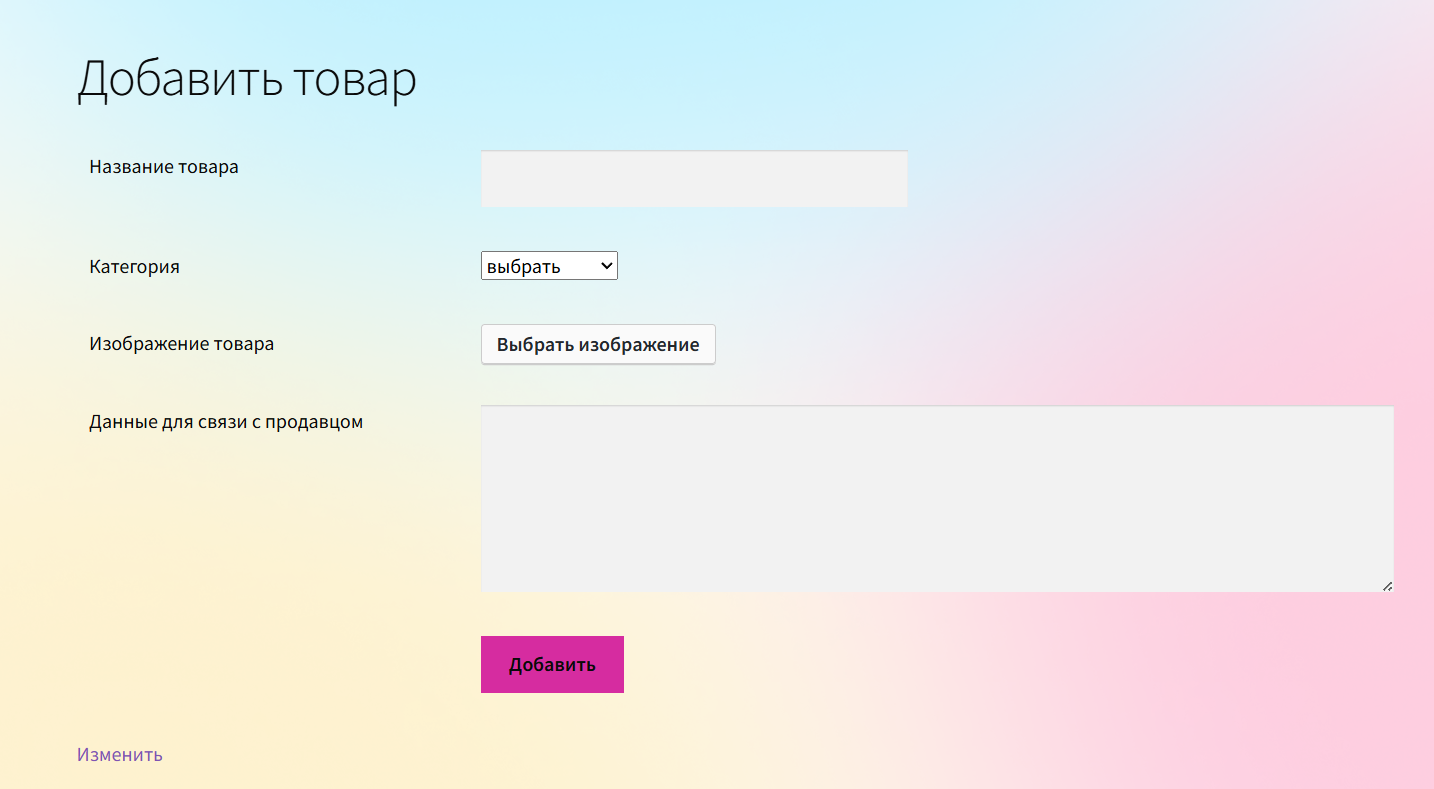 Добавить товар
Название товара
Категория
выбрать
Изображение товара
Выбрать изображение
Данные для связи с продавцом
Добавить
Изменить